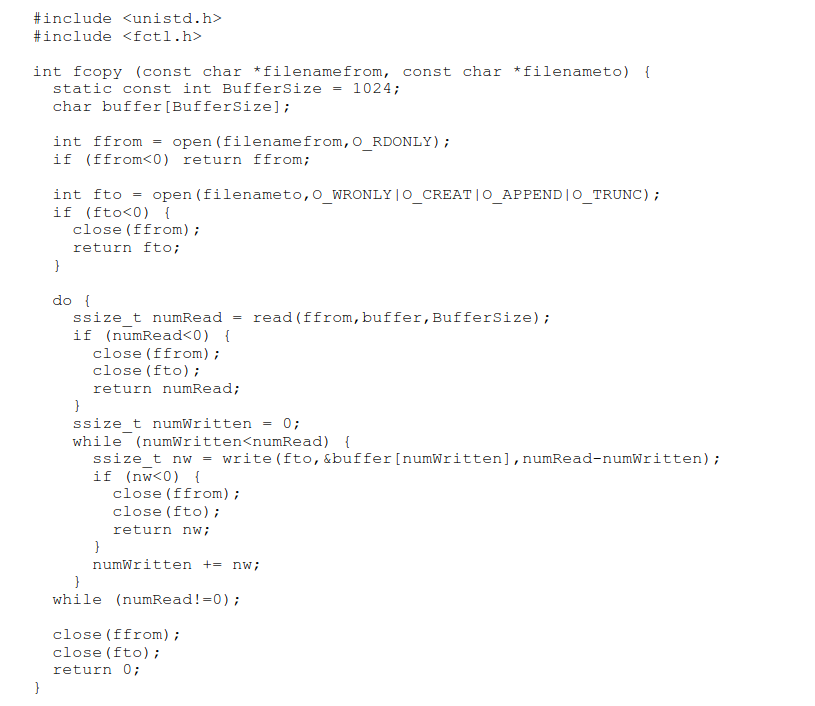 #include <unistd.h>
#include <fctl.h>

int fcopy (const char *filenamefrom, const char *filenameto) {
  static const int BufferSize = 1024;
  char buffer[BufferSize];

  int ffrom = open(filenamefrom,O_RDONLY);
  if (ffrom<0) return ffrom;

  int fto = open(filenameto,O_WRONLY|O_CREAT|O_APPEND|O_TRUNC);
  if (fto<0) {
    close(ffrom);
    return fto;
  }

  do {
    ssize_t numRead = read(ffrom,buffer,BufferSize);
    if (numRead<0) {
      close(ffrom);
      close(fto);
      return numRead;
    }
    ssize_t numWritten = 0;
    while (numWritten<numRead) {
      ssize_t nw = write(fto,&buffer[numWritten],numRead-numWritten);
      if (nw<0) {
        close(ffrom);
        close(fto);
        return nw;
      }
      numWritten += nw;
    }
  while (numRead!=0);

  close(ffrom);
  close(fto);
  return 0;
}